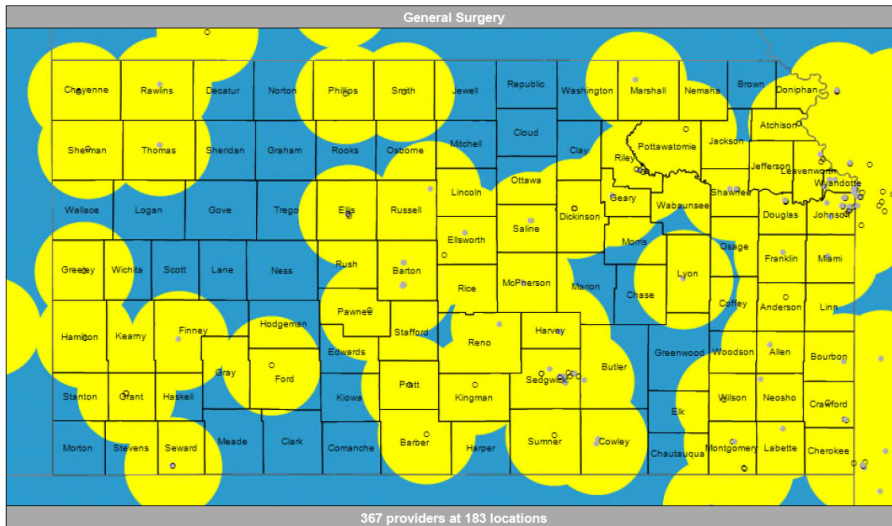 General Surgery
Cheyenne Rawlins Decatur Norton Phillips Smith Jewell Republic Washington Marshall Nemaha Brown Doniphan
Sherman Thomas Sheridan Graham Rooks Osborne Mitchell Cloud Clay Riley Pottawatomie Jackson Atchison
Jefferson Leavenworth Wyandotte
Wallace Logan Gove Trego Ellis Russell Lincoln Ottawa Dickinson Geary Wabaunsee Shawnee Douglas Johnson
Ellsworth Saline Morris Osage
Greeley Wichita Scott Lane Ness Rush Barton Rice McPherson Marion Chase Lyon Franklin Miami
Hamilton Kearny Finney Hodgeman Pawnee Stafford Reno Harvey Coffey Anderson Linn
Gray Ford Edwards Sedgwick Butler Greenwood Woodson Allen Bourbon
Stanton Grant Haskell Kiowa Pratt Kingman Elk Wilson Neosho Crawford
Morton Stevens Seward Meade Clark Comanche Barber Harper Sumner Cowley Chautauqua Montgomery Labette Cherokee
367 providers at 183 locations